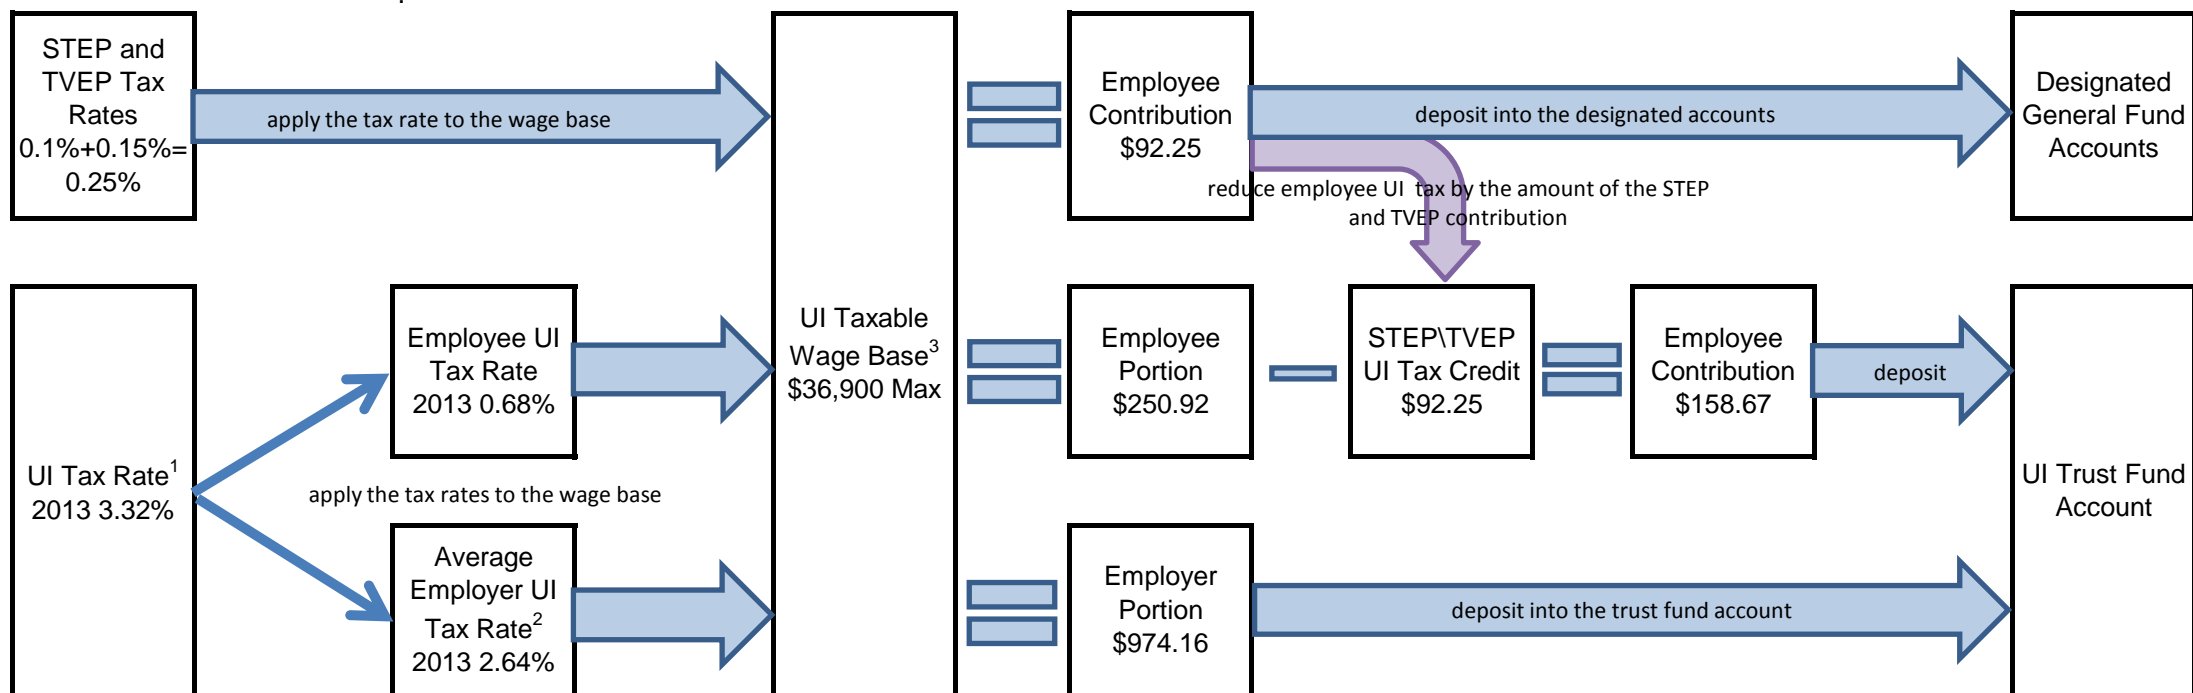 STEP and
TVEP Tax
Rates
0.1%+0.15%=
0.25%
apply the tax rate to the wage base
Employee
Contribution
$92.25
deposit into the designated accounts
Designated
General Fund
Accounts
reduce employee UI tax by the amount of the STEP
and TVEP contribution
UI Tax Rate1
2013 3.32%
Employee UI
Tax Rate
2013 0.68%
apply the tax rates to the wage base
Average
Employer UI
Tax Rate2
2013 2.64%
UI Taxable
Wage Base3
$36,900 Max
Employee
Portion
$250.92
STEP\TVEP
UI Tax Credit
$92.25
Employee
Contribution
$158.67
deposit
Employer
Portion
$974.16
deposit into the trust fund account
UI Trust Fund
Account